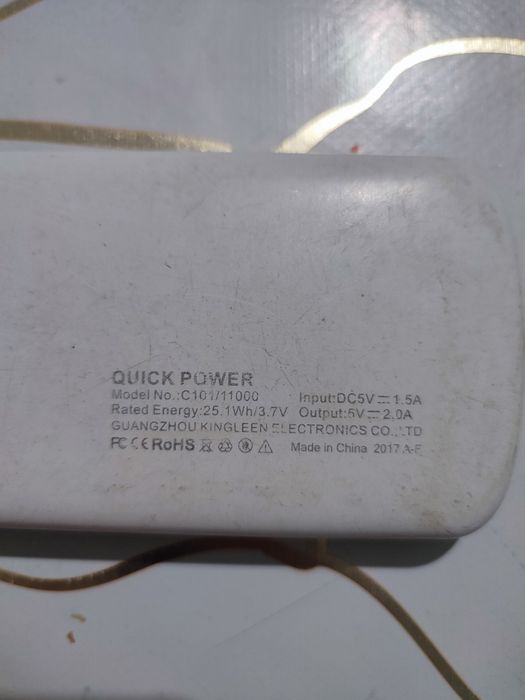 QUICK POWER
Model No.:C101/11000 Input:DC5V⎓1.5A
Rated Energy:25.1Wh/3.7V Output:5V⎓2.0A
GUANGZHOU KINGLEEN ELECTRONICS CO.,LTD
FC CE RoHS Made in China 2017 A-F